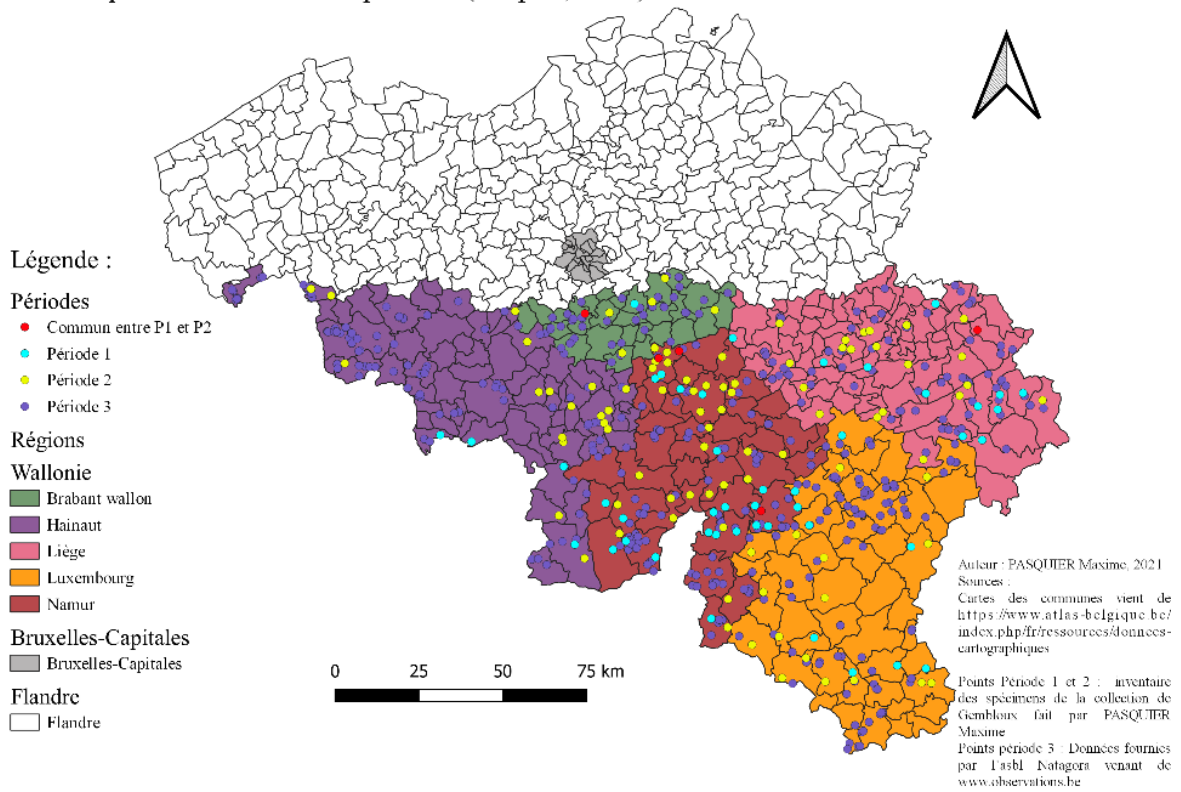 Légende :
Périodes
Commun entre P1 et P2
Période 1
Période 2
Période 3
Régions
Wallonie
Brabant wallon
Hainaut
Liège
Luxembourg
Namur
Bruxelles-Capitales
Bruxelles-Capitales
Flandre
Flandre
0 25 50 75 km
Auteur : PASQUIER Maxime, 2021
Sources :
Cartes des communes vient de
https://www.atlas-belgique.be/
index.php/fr/ressources/donnees-
cartographiques
Points Période 1 et 2 : inventaire
des spécimens de la collection de
Gembloux fait par PASQUIER
Maxime
Points période 3 : Données fournies
par l'asbl Natagora venant de
www.observations.be